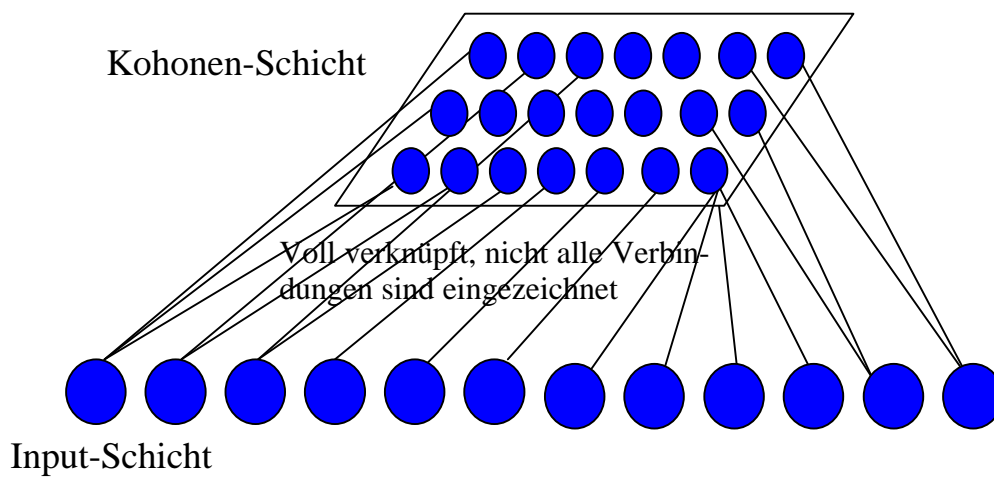 Kohonen-Schicht
Voll verknüpft, nicht alle Verbin-
dungen sind eingezeichnet
Input-Schicht